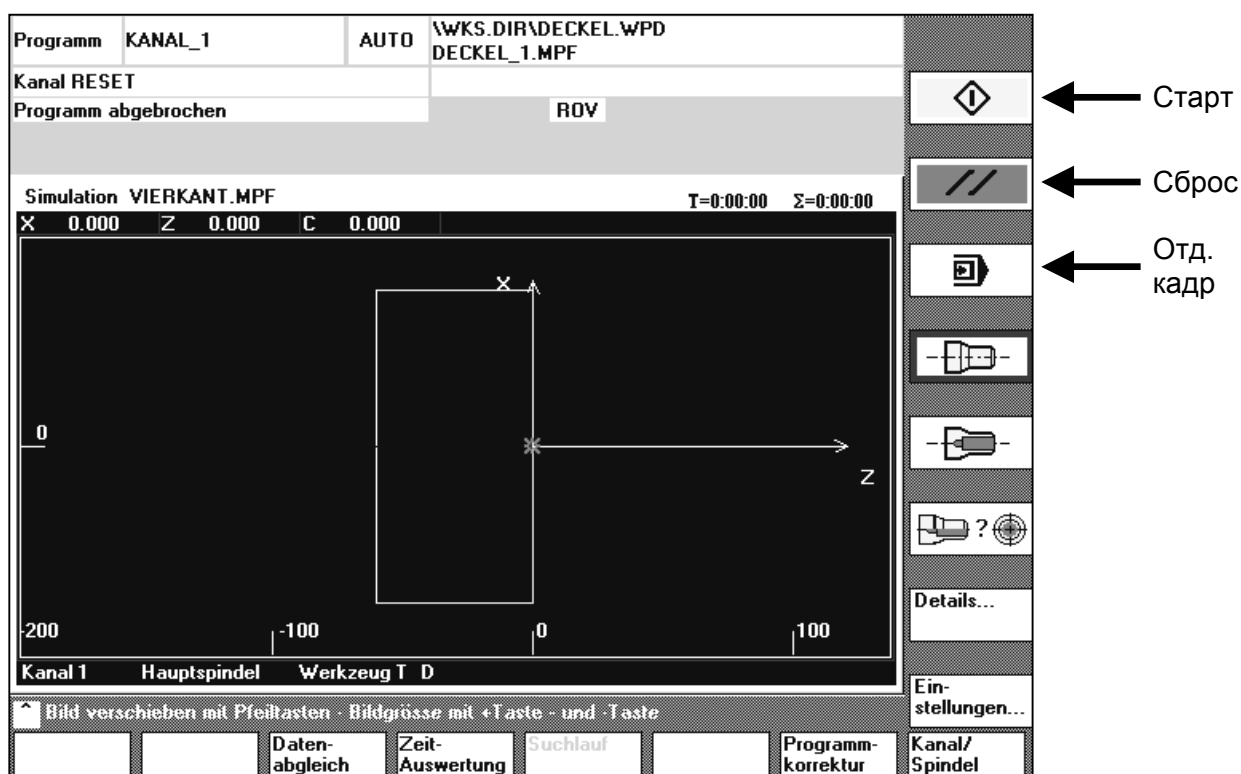 Programm KANAL_1 AUTO \WKS.DIR\DECKEL.WPD
DECKEL_1.MPF
Kanal RESET
Programm abgebrochen ROV
Simulation VIERKANT.MPF T=0:00:00 Σ=0:00:00
X 0.000 Z 0.000 C 0.000
X
0
Z
-200 -100 0 100
Kanal 1 Hauptspindel Werkzeug T D
^ Bild verschieben mit Pfeiltasten - Bildgrösse mit +Taste - und -Taste
Daten-
abgleich
Zeit-
Auswertung
Suchlauf
Programm-
korrektur
Kanal/
Spindel
?
Details...
Ein-
stellungen...
Старт
Сброс
Отд.
кадр